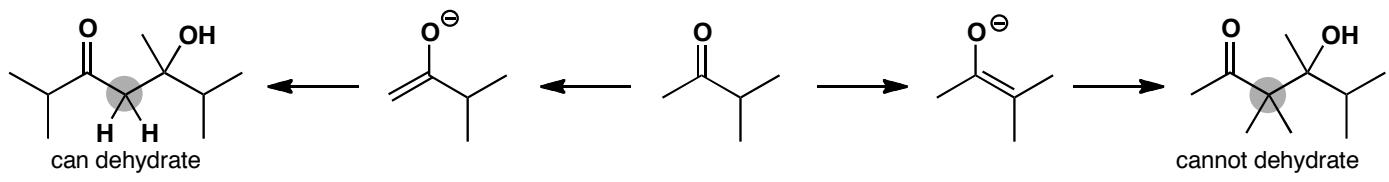 O OH O⊖ O O⊖ O OH
H H
can dehydrate cannot dehydrate